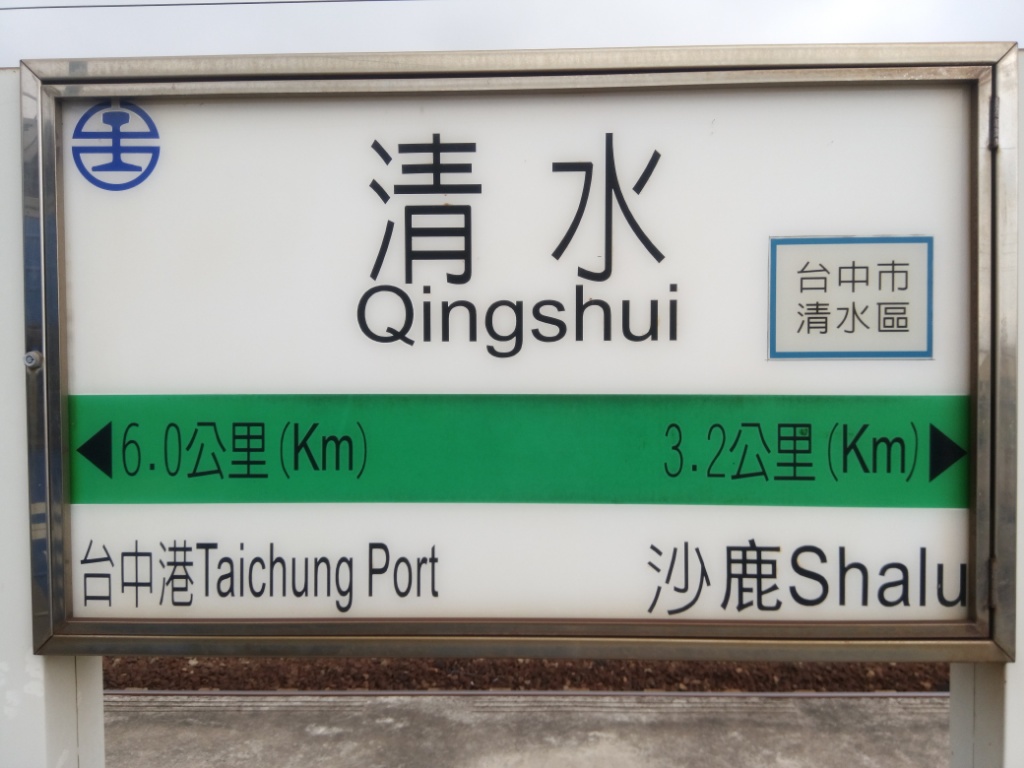 清水
Qingshui
台中市
清水區
6.0公里(Km)
3.2公里(Km)
台中港Taichung Port
沙鹿Shalu